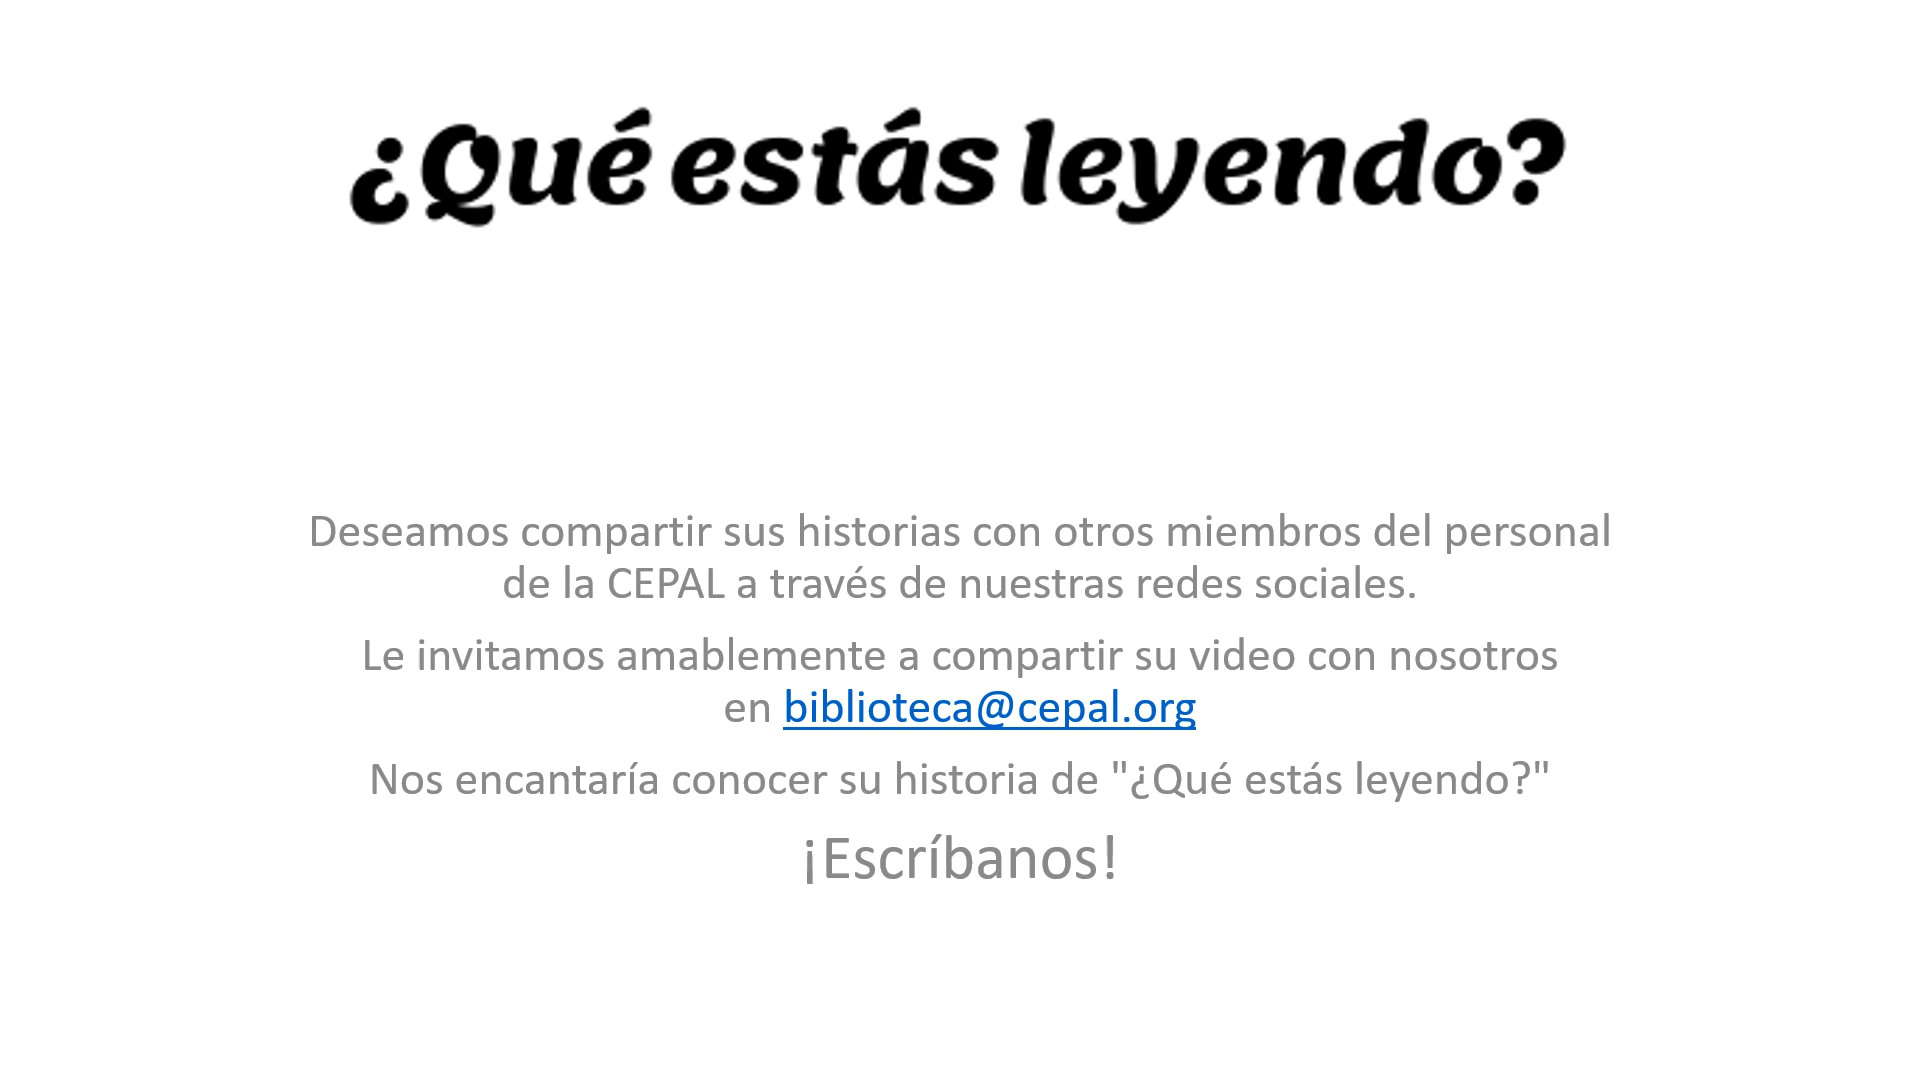 ¿Qué estás leyendo?
Deseamos compartir sus historias con otros miembros del personal
de la CEPAL a través de nuestras redes sociales.
Le invitamos amablemente a compartir su video con nosotros
en biblioteca@cepal.org
Nos encantaría conocer su historia de "¿Qué estás leyendo?"
¡Escríbanos!